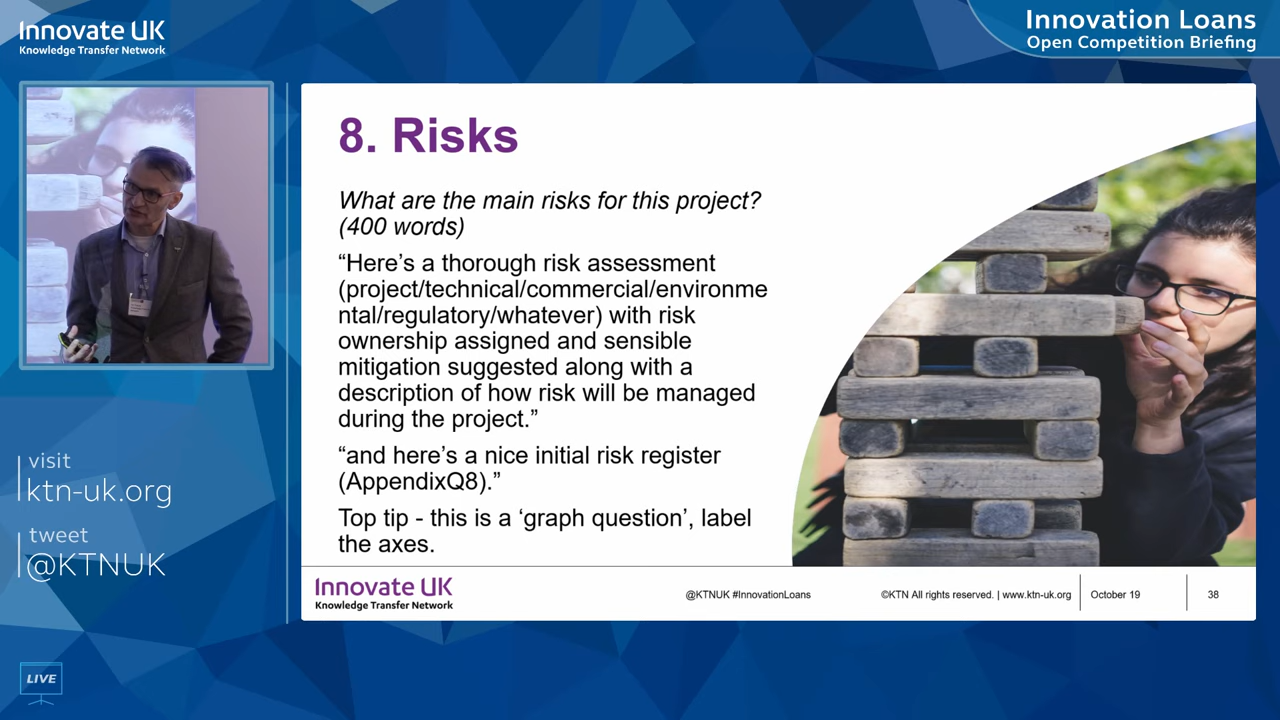 Innovate UK
Knowledge Transfer Network
Innovation Loans
Open Competition Briefing
8. Risks
What are the main risks for this project?
(400 words)
“Here’s a thorough risk assessment
(project/technical/commercial/environme
ntal/regulatory/whatever) with risk
ownership assigned and sensible
mitigation suggested along with a
description of how risk will be managed
during the project.”
“and here’s a nice initial risk register
(AppendixQ8).”
Top tip - this is a ‘graph question’, label
the axes.
Innovate UK
Knowledge Transfer Network
@KTNUK #InnovationLoans
©KTN All rights reserved. | www.ktn-uk.org
October 19
38
visit
ktn-uk.org
tweet
@KTNUK
LIVE